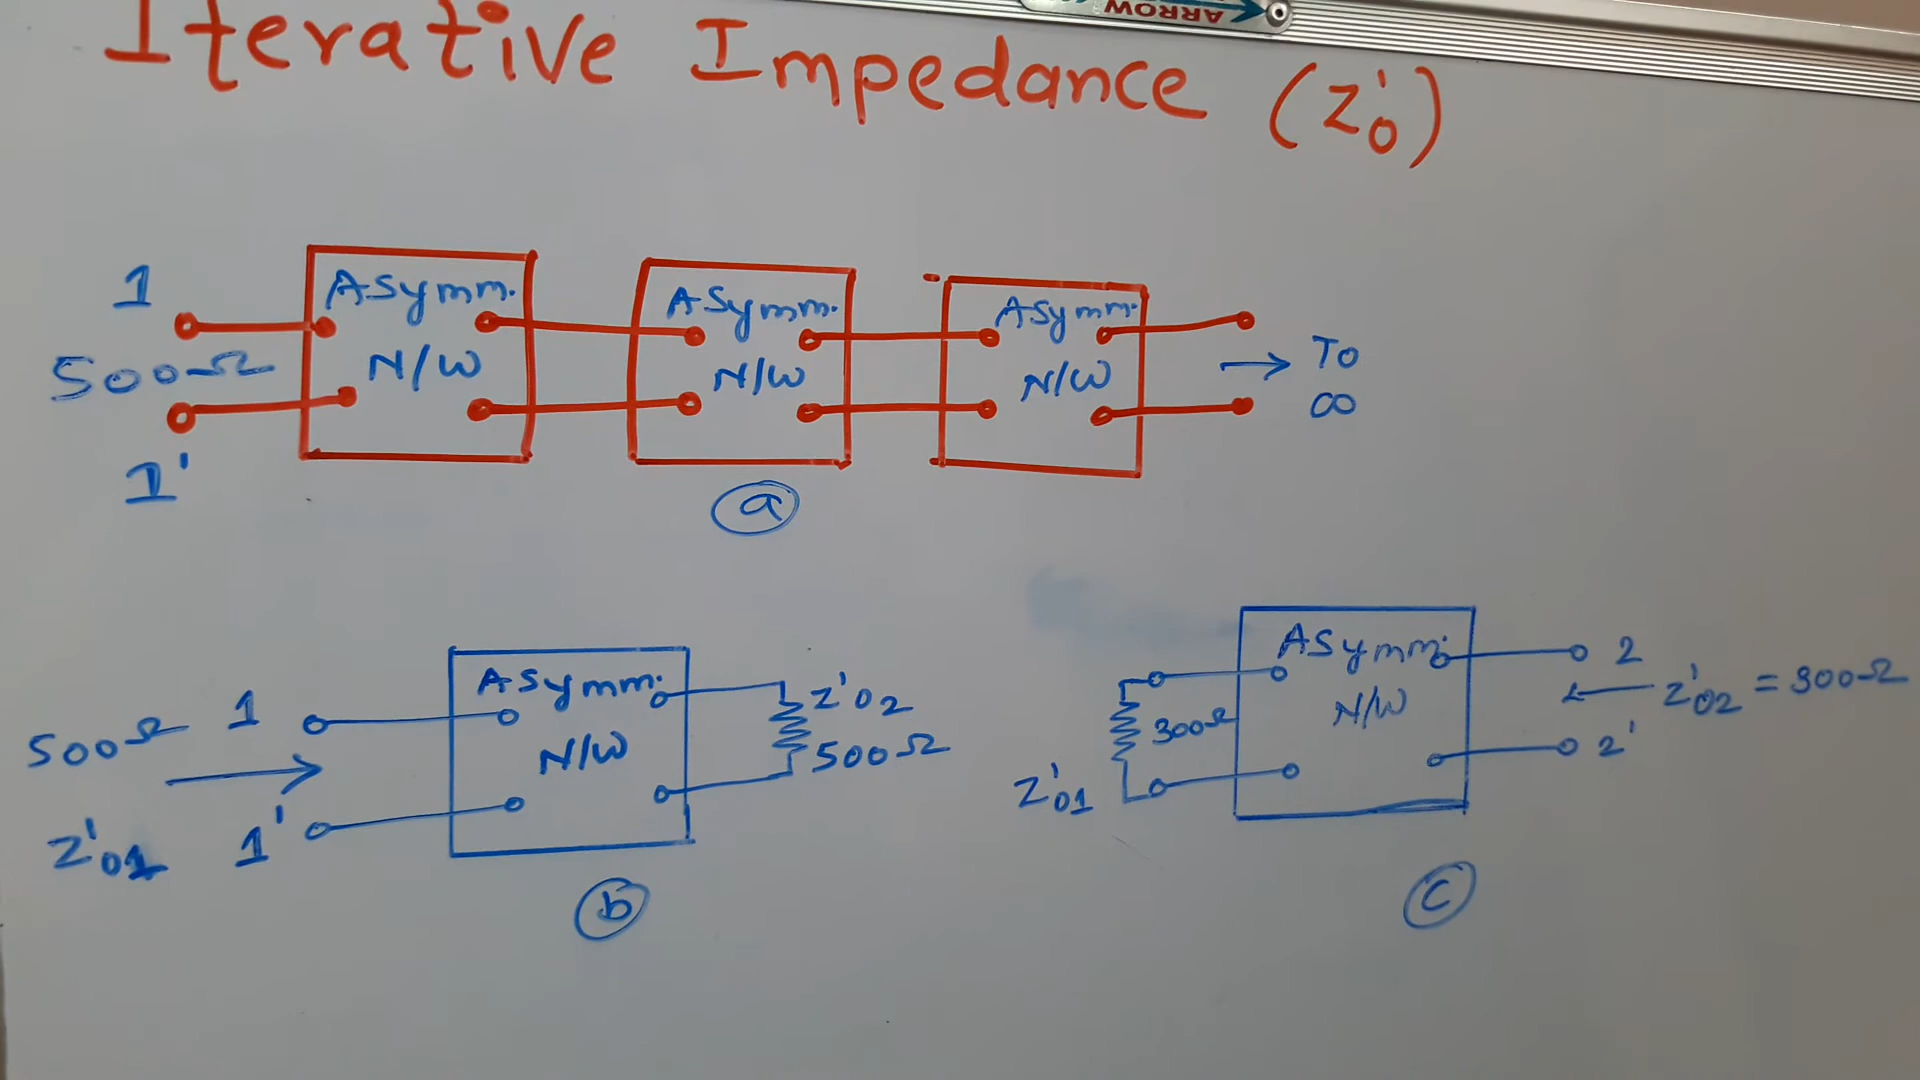 ARROW
Iterative Impedance (Z'0)
1
500Ω
1'
Asymm.
N/W
Asymm.
N/W
Asymm.
N/W
→ TO
∞
a
500Ω
Z'01
1
1'
Asymm.
N/W
Z'02
500Ω
b
Z'01
300Ω
Asymm.
N/W
2
← Z'02 = 300Ω
2'
c